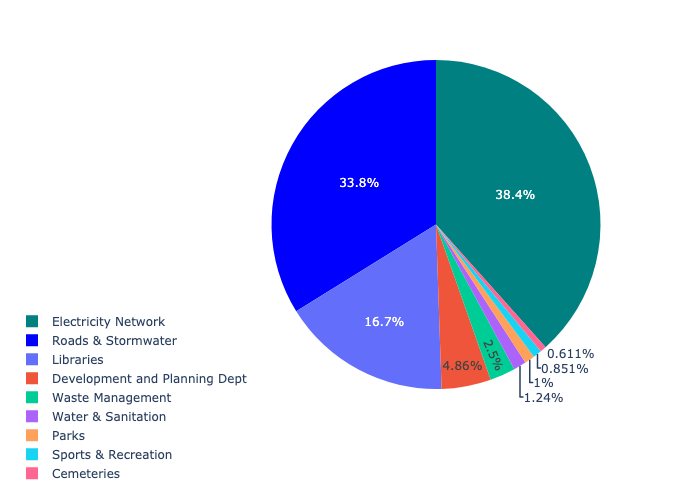 33.8%
38.4%
16.7%
4.86%
2.5%
0.611%
0.851%
1%
1.24%
Electricity Network
Roads & Stormwater
Libraries
Development and Planning Dept
Waste Management
Water & Sanitation
Parks
Sports & Recreation
Cemeteries